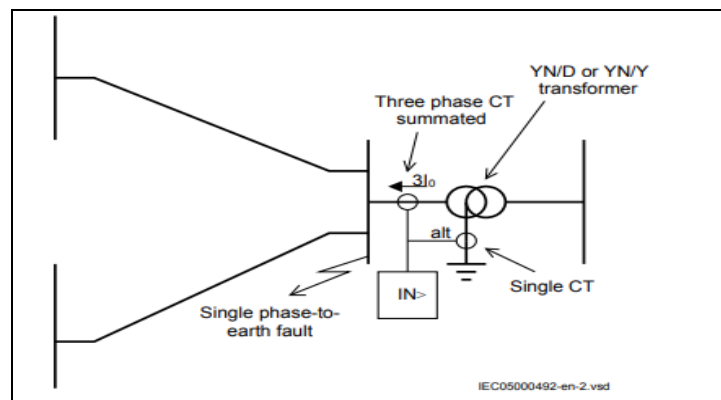 YN/D or YN/Y
transformer
Three phase CT
summated
3I₀
alt
IN>
Single CT
Single phase-to-
earth fault
IEC05000492-en-2.vsd